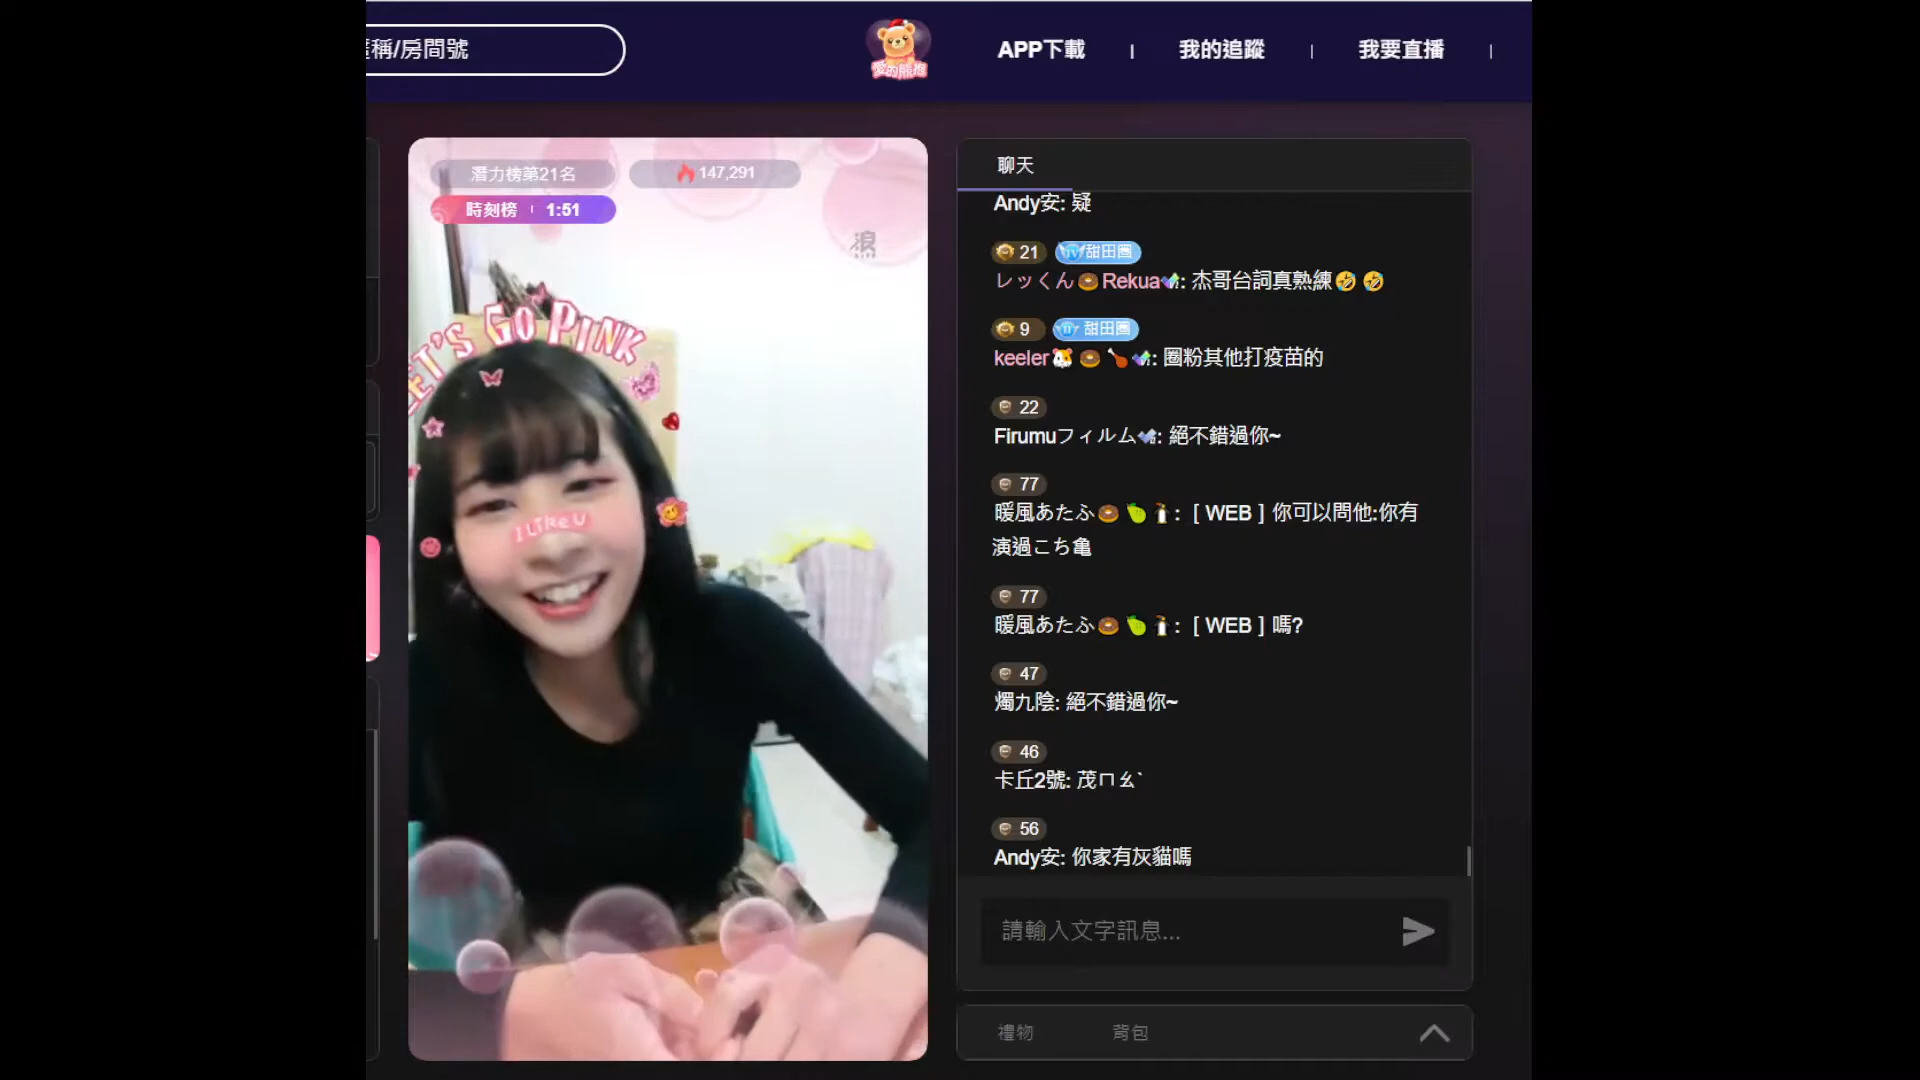 稱/房間號
愛的熊抱
APP下載
我的追蹤
我要直播
潛力榜第21名
147,291
時刻榜
1:51
浪
LET'S GO PINK
I LIKE U
聊天
Andy安: 疑
21 IV 甜田圈
レッくん🍩Rekua: 杰哥台詞真熟練🤣🤣
9 II 甜田圈
keeler🐹🍩🍗: 圈粉其他打疫苗的
22
Firumuフィルム: 絕不錯過你~
77
暖風あたふ🍩🍈: [ WEB ] 你可以問他:你有
演過こち亀
77
暖風あたふ🍩🍈: [ WEB ] 嗎?
47
燭九陰: 絕不錯過你~
46
卡丘2號: 茂ㄇㄠˋ
56
Andy安: 你家有灰貓嗎
請輸入文字訊息...
禮物
背包